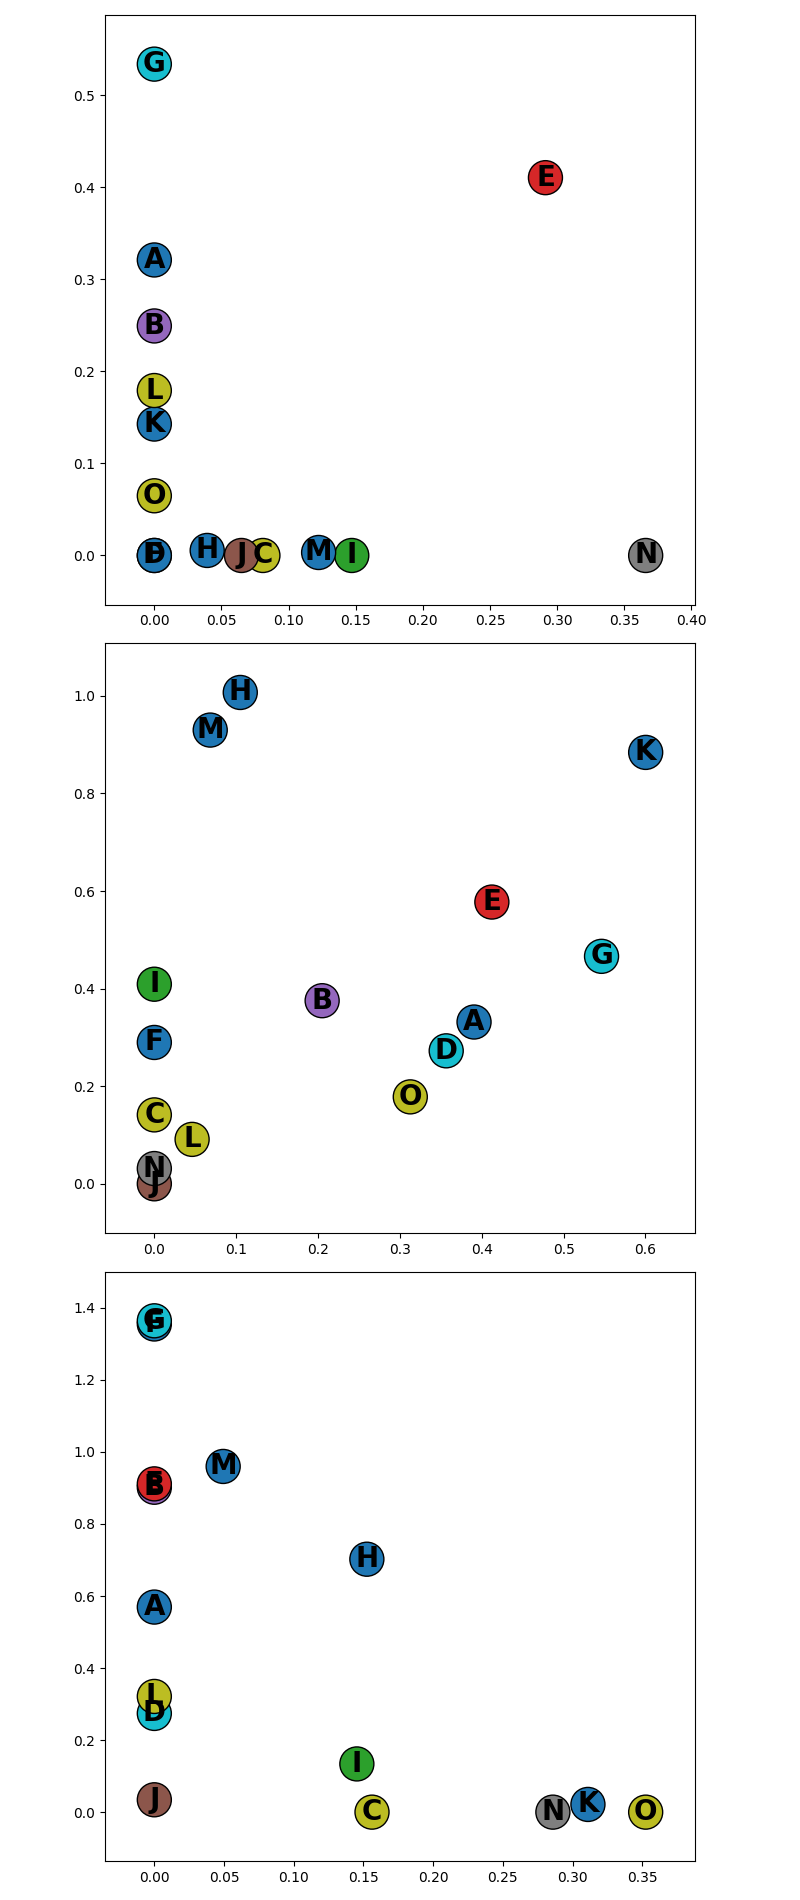 G
0.5
E
0.4
A
0.3
B
0.2
L
K
0.1
O
0.0 D H J C M I N
0.00 0.05 0.10 0.15 0.20 0.25 0.30 0.35 0.40
1.0 H
M
K
0.8
0.6 E
G
0.4 I
B
A
F
D
0.2
O
C
L
N
0.0 J
0.0 0.1 0.2 0.3 0.4 0.5 0.6
1.4
G
1.2
1.0
M
B
0.8
H
0.6 A
0.4
L
D
0.2
I
J
0.0 C N K O
0.00 0.05 0.10 0.15 0.20 0.25 0.30 0.35